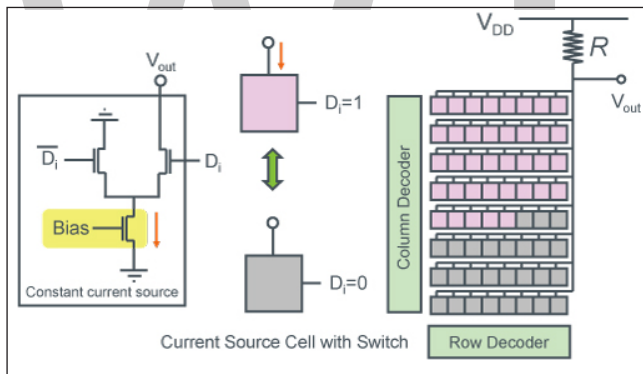 V_out
D̅_i
D_i
Bias
Constant current source
D_i=1
D_i=0
Current Source Cell with Switch
V_DD
R
V_out
Column Decoder
Row Decoder